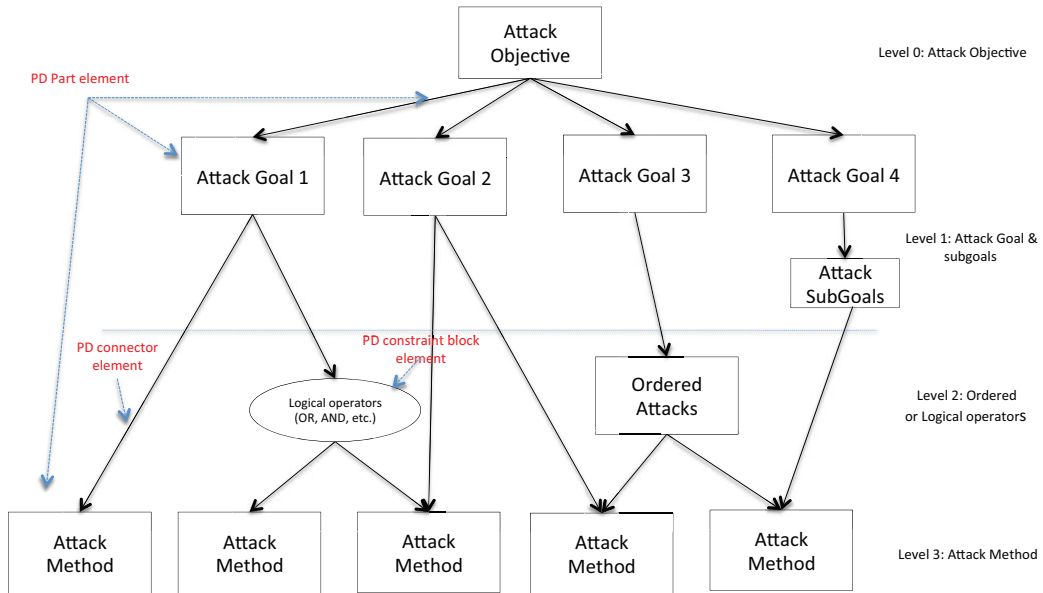 Attack
Objective
Level 0: Attack Objective
PD Part element
Attack Goal 1
Attack Goal 2
Attack Goal 3
Attack Goal 4
Level 1: Attack Goal &
subgoals
Attack
SubGoals
PD connector
element
PD constraint block
element
Logical operators
(OR, AND, etc.)
Ordered
Attacks
Level 2: Ordered
or Logical operators
Attack
Method
Attack
Method
Attack
Method
Attack
Method
Attack
Method
Level 3: Attack Method